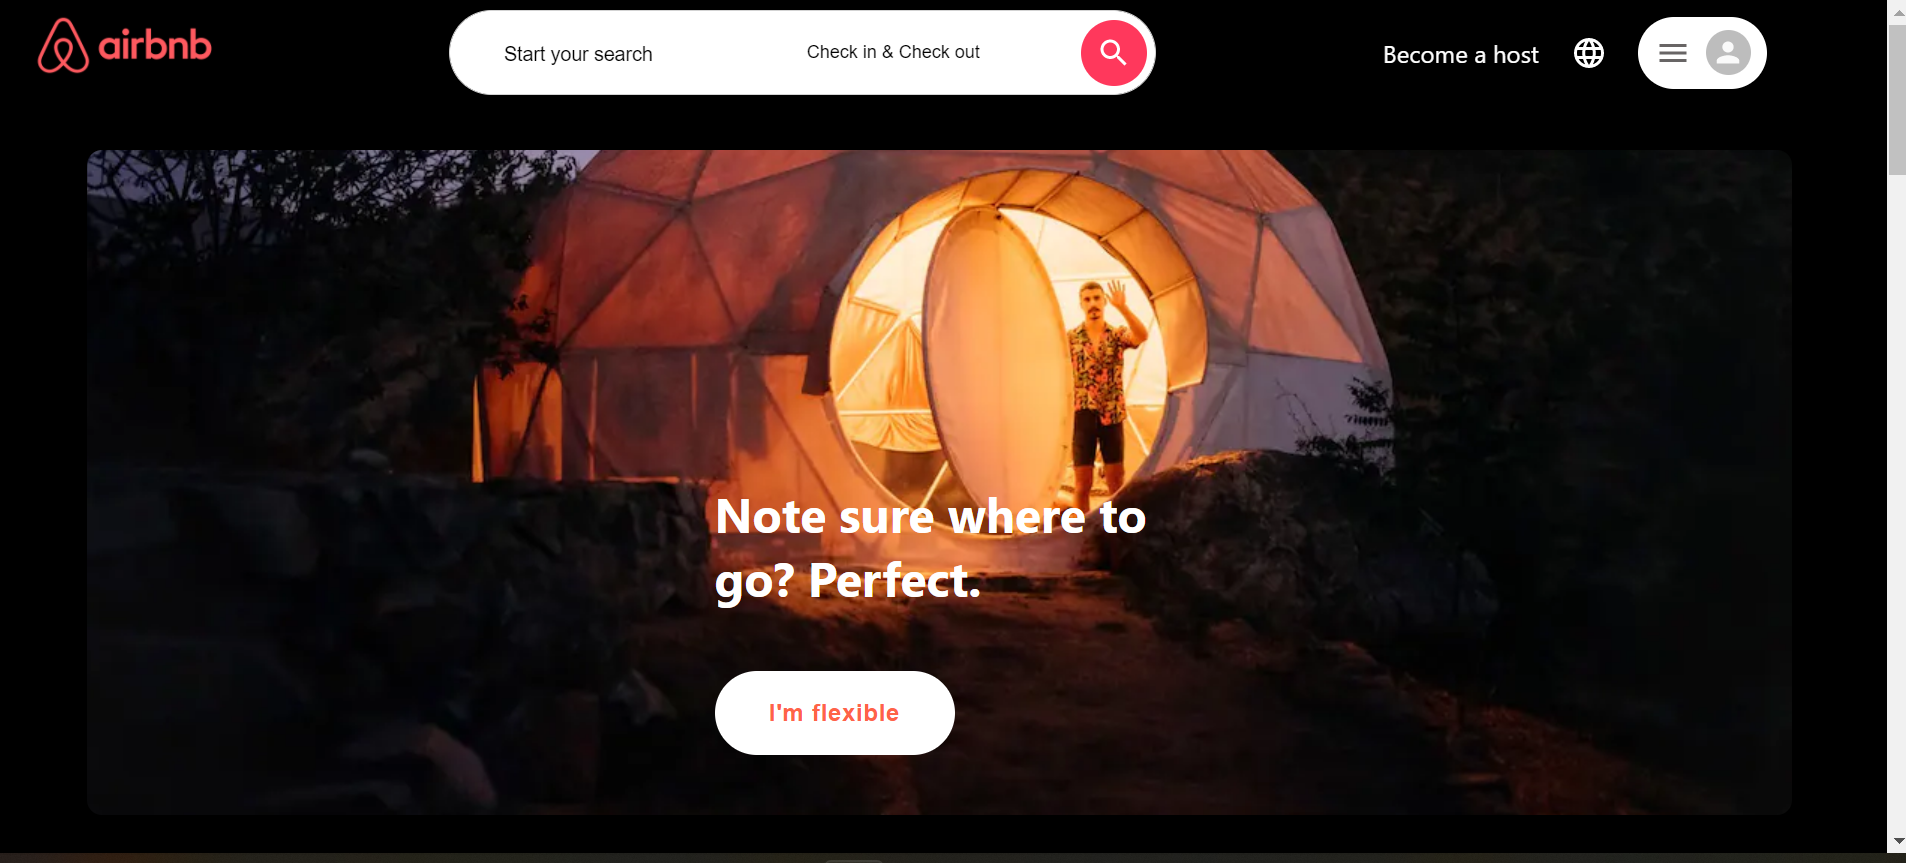 airbnb
Start your search
Check in & Check out
Become a host
Note sure where to
go? Perfect.
I'm flexible